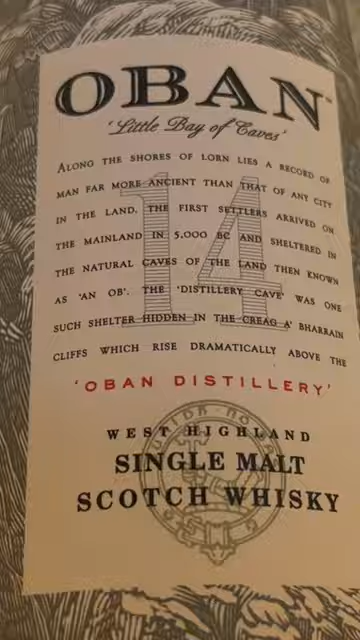 OBAN™
'Little Bay of Caves'
ALONG THE SHORES OF LORN LIES A RECORD OF
MAN FAR MORE ANCIENT THAN THAT OF ANY CITY
IN THE LAND. THE FIRST SETTLERS ARRIVED ON
THE MAINLAND IN 5,000 BC AND SHELTERED IN
THE NATURAL CAVES OF THE LAND THEN KNOWN
AS 'AN OB'. THE 'DISTILLERY CAVE' WAS ONE
SUCH SHELTER HIDDEN IN THE CREAG A' BHARRAIN
CLIFFS WHICH RISE DRAMATICALLY ABOVE THE
14
'OBAN DISTILLERY'
WEST HIGHLAND
SINGLE MALT
SCOTCH WHISKY